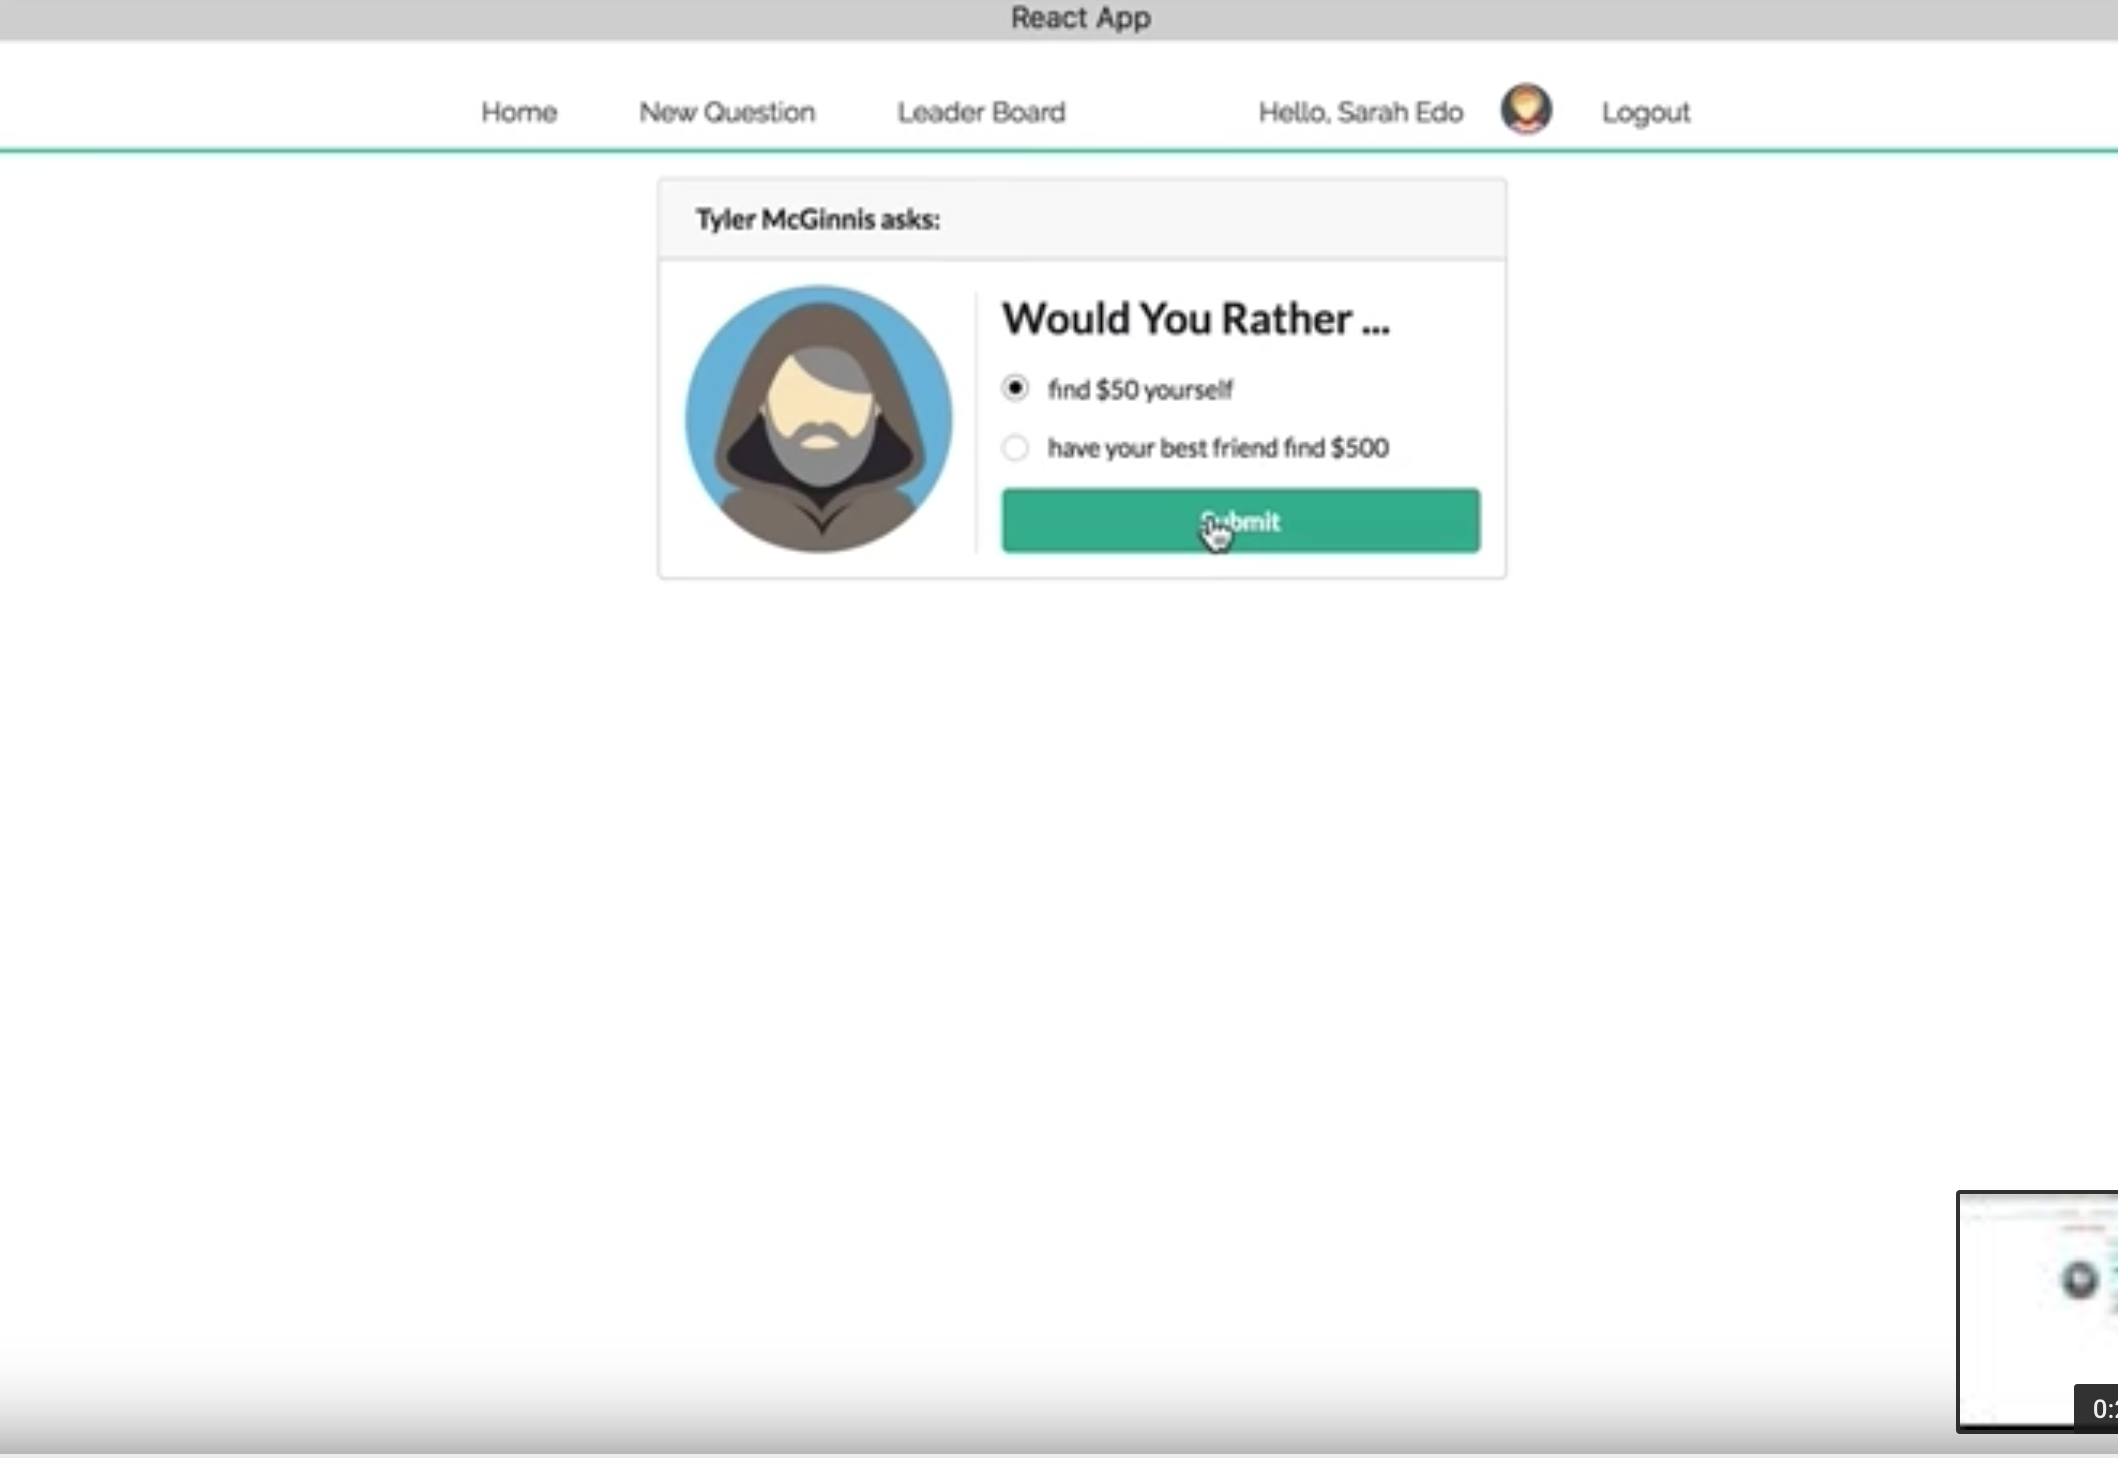 React App
Home New Question Leader Board Hello, Sarah Edo Logout
Tyler McGinnis asks:
Would You Rather ...
find $50 yourself
have your best friend find $500
Submit